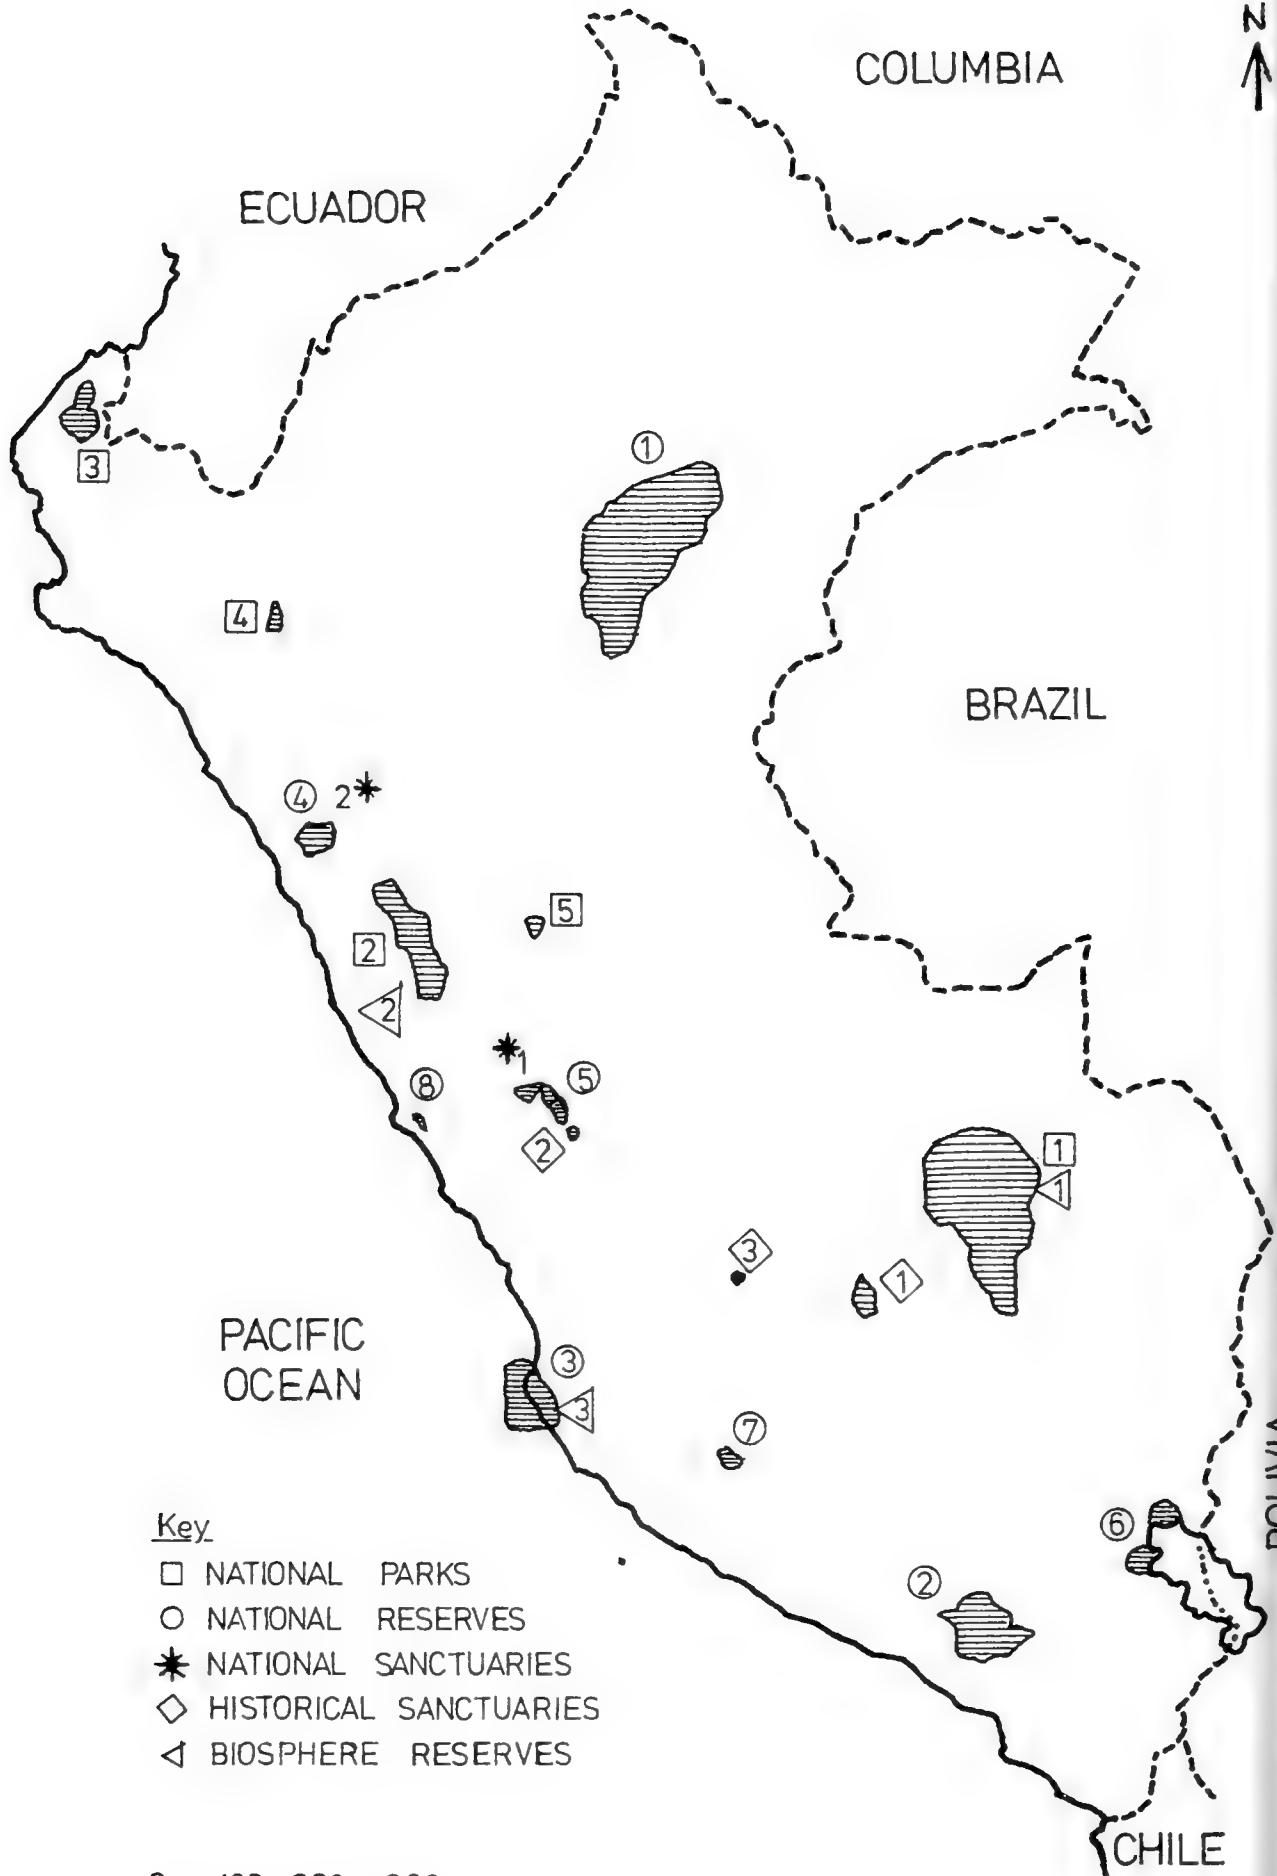 N
COLUMBIA
ECUADOR
3
1
4
BRAZIL
4 2
5
2
2
1
8
5
2
1
1
3
1
PACIFIC
OCEAN
3
3
7
6
2
Key
NATIONAL PARKS
NATIONAL RESERVES
NATIONAL SANCTUARIES
HISTORICAL SANCTUARIES
BIOSPHERE RESERVES
CHILE